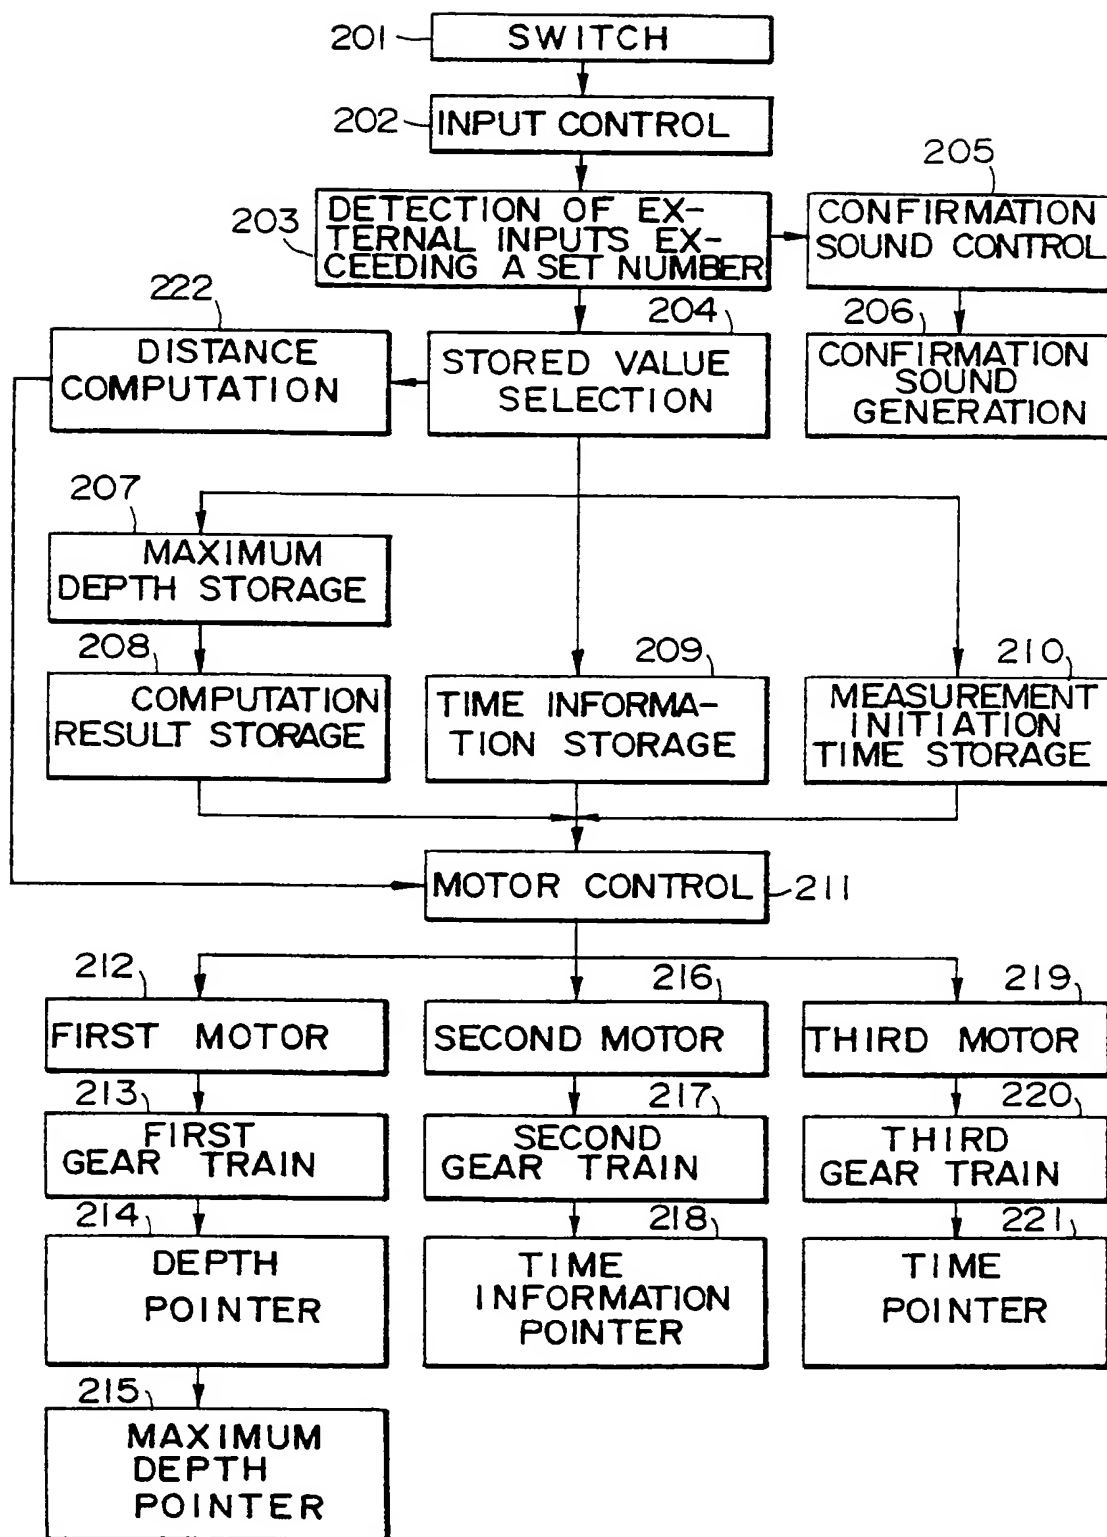 201
SWITCH
202
INPUT CONTROL
203
DETECTION OF EX-
TERNAL INPUTS EX-
CEEDING A SET NUMBER
205
CONFIRMATION
SOUND CONTROL
222
DISTANCE
COMPUTATION
204
STORED VALUE
SELECTION
206
CONFIRMATION
SOUND
GENERATION
207
MAXIMUM
DEPTH STORAGE
208
COMPUTATION
RESULT STORAGE
209
TIME INFORMA-
TION STORAGE
210
MEASUREMENT
INITIATION
TIME STORAGE
MOTOR CONTROL
211
212
FIRST MOTOR
216
SECOND MOTOR
219
THIRD MOTOR
213
FIRST
GEAR TRAIN
217
SECOND
GEAR TRAIN
220
THIRD
GEAR TRAIN
214
DEPTH
POINTER
218
TIME
INFORMATION
POINTER
221
TIME
POINTER
215
MAXIMUM
DEPTH
POINTER